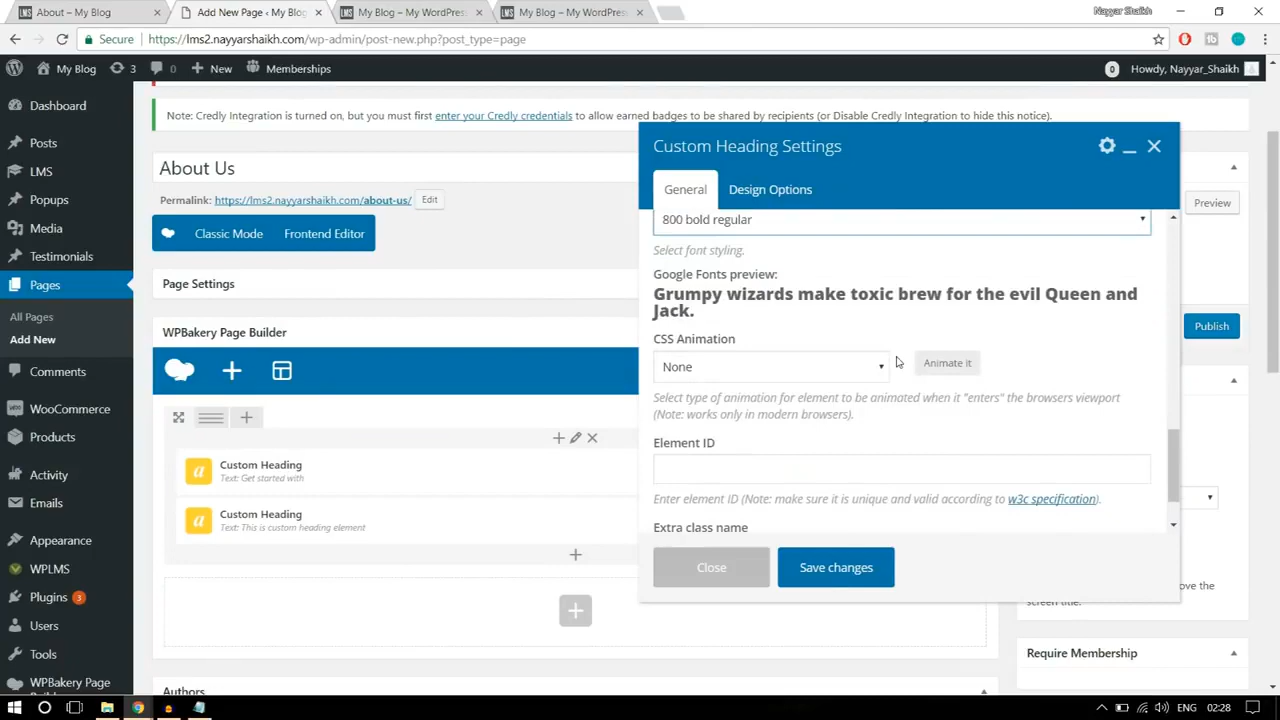 About – My Blog
Add New Page ‹ My Blog
My Blog – My WordPress
My Blog – My WordPress
Nayyar Shaikh
Secure
https://lms2.nayyarshaikh.com/wp-admin/post-new.php?post_type=page
My Blog
3
0
New
Memberships
0
Howdy, Nayyar_Shaikh
Dashboard
Posts
LMS
Popups
Media
Testimonials
Pages
All Pages
Add New
Comments
WooCommerce
Products
Activity
Emails
Appearance
WPLMS
Plugins 3
Users
Tools
WPBakery Page
Note: Credly Integration is turned on, but you must first enter your Credly credentials to allow earned badges to be shared by recipients (or Disable Credly Integration to hide this notice).
About Us
Permalink: https://lms2.nayyarshaikh.com/about-us/ Edit
Classic Mode Frontend Editor
Page Settings
WPBakery Page Builder
Custom Heading
Text: Get started with
Custom Heading
Text: This is custom heading element
Authors
Custom Heading Settings
General
Design Options
800 bold regular
Select font styling.
Google Fonts preview:
Grumpy wizards make toxic brew for the evil Queen and
Jack.
CSS Animation
None
Animate it
Select type of animation for element to be animated when it "enters" the browsers viewport
(Note: works only in modern browsers).
Element ID
Enter element ID (Note: make sure it is unique and valid according to w3c specification).
Extra class name
Close
Save changes
Preview
Publish
ove the
screen title.
Require Membership
ENG
02:28